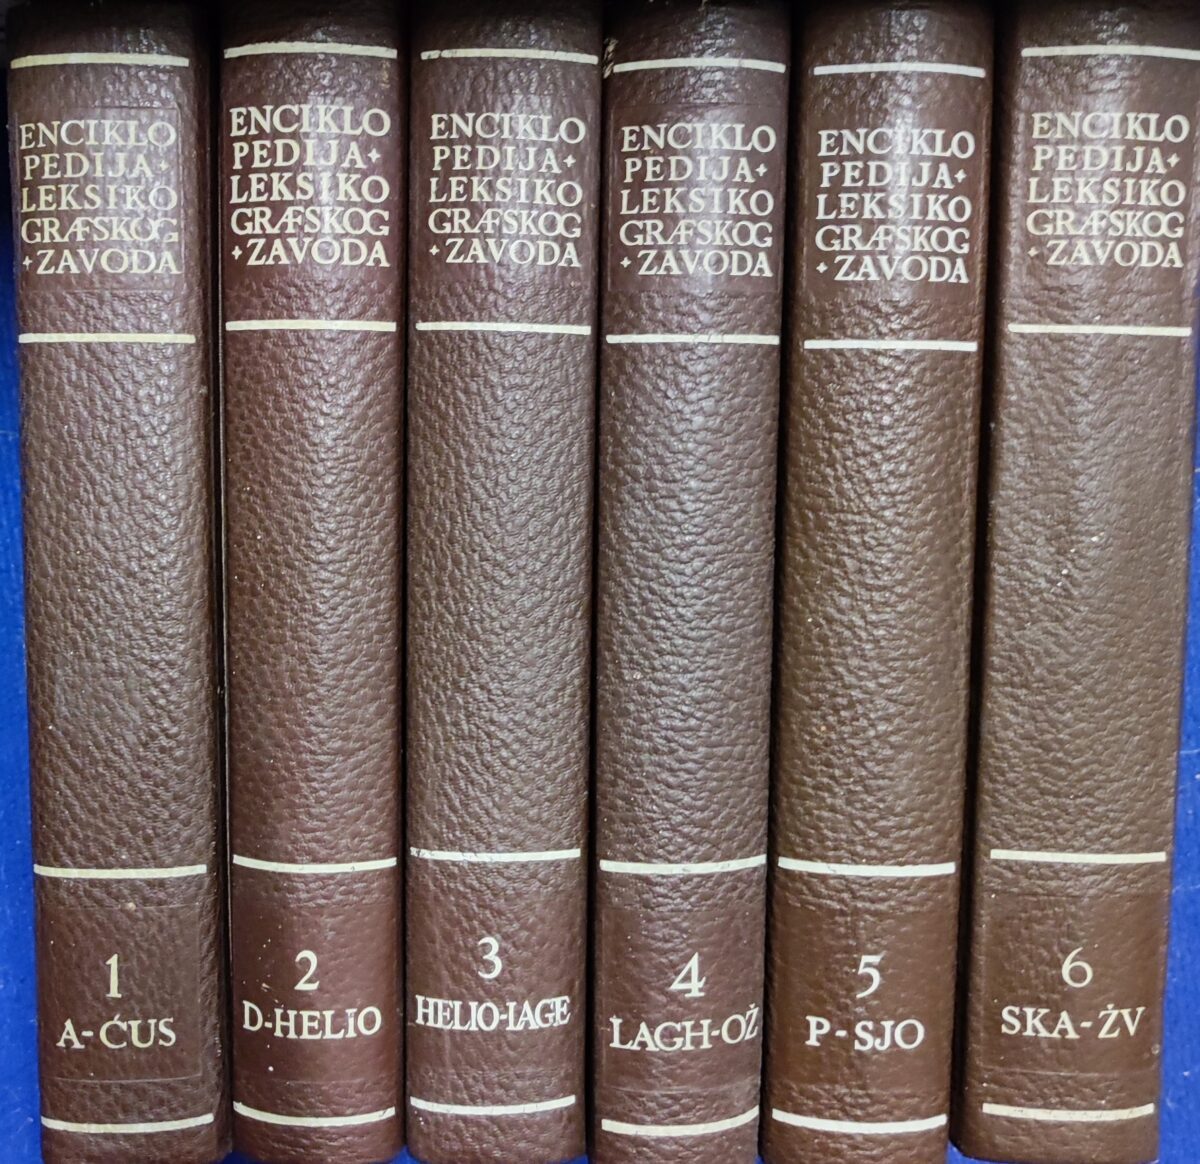 ENCIKLO
PEDIJA+
LEKSIKO
GRAFSKOG
+ZAVODA
1
A-ĆUS
ENCIKLO
PEDIJA+
LEKSIKO
GRAFSKOG
+ZAVODA
2
D-HELIO
ENCIKLO
PEDIJA+
LEKSIKO
GRAFSKOG
+ZAVODA
3
HELIO-LAGE
ENCIKLO
PEDIJA+
LEKSIKO
GRAFSKOG
+ZAVODA
4
LAGH-OŽ
ENCIKLO
PEDIJA+
LEKSIKO
GRAFSKOG
+ZAVODA
5
P-SJO
ENCIKLO
PEDIJA+
LEKSIKO
GRAFSKOG
+ZAVODA
6
SKA-ŽV